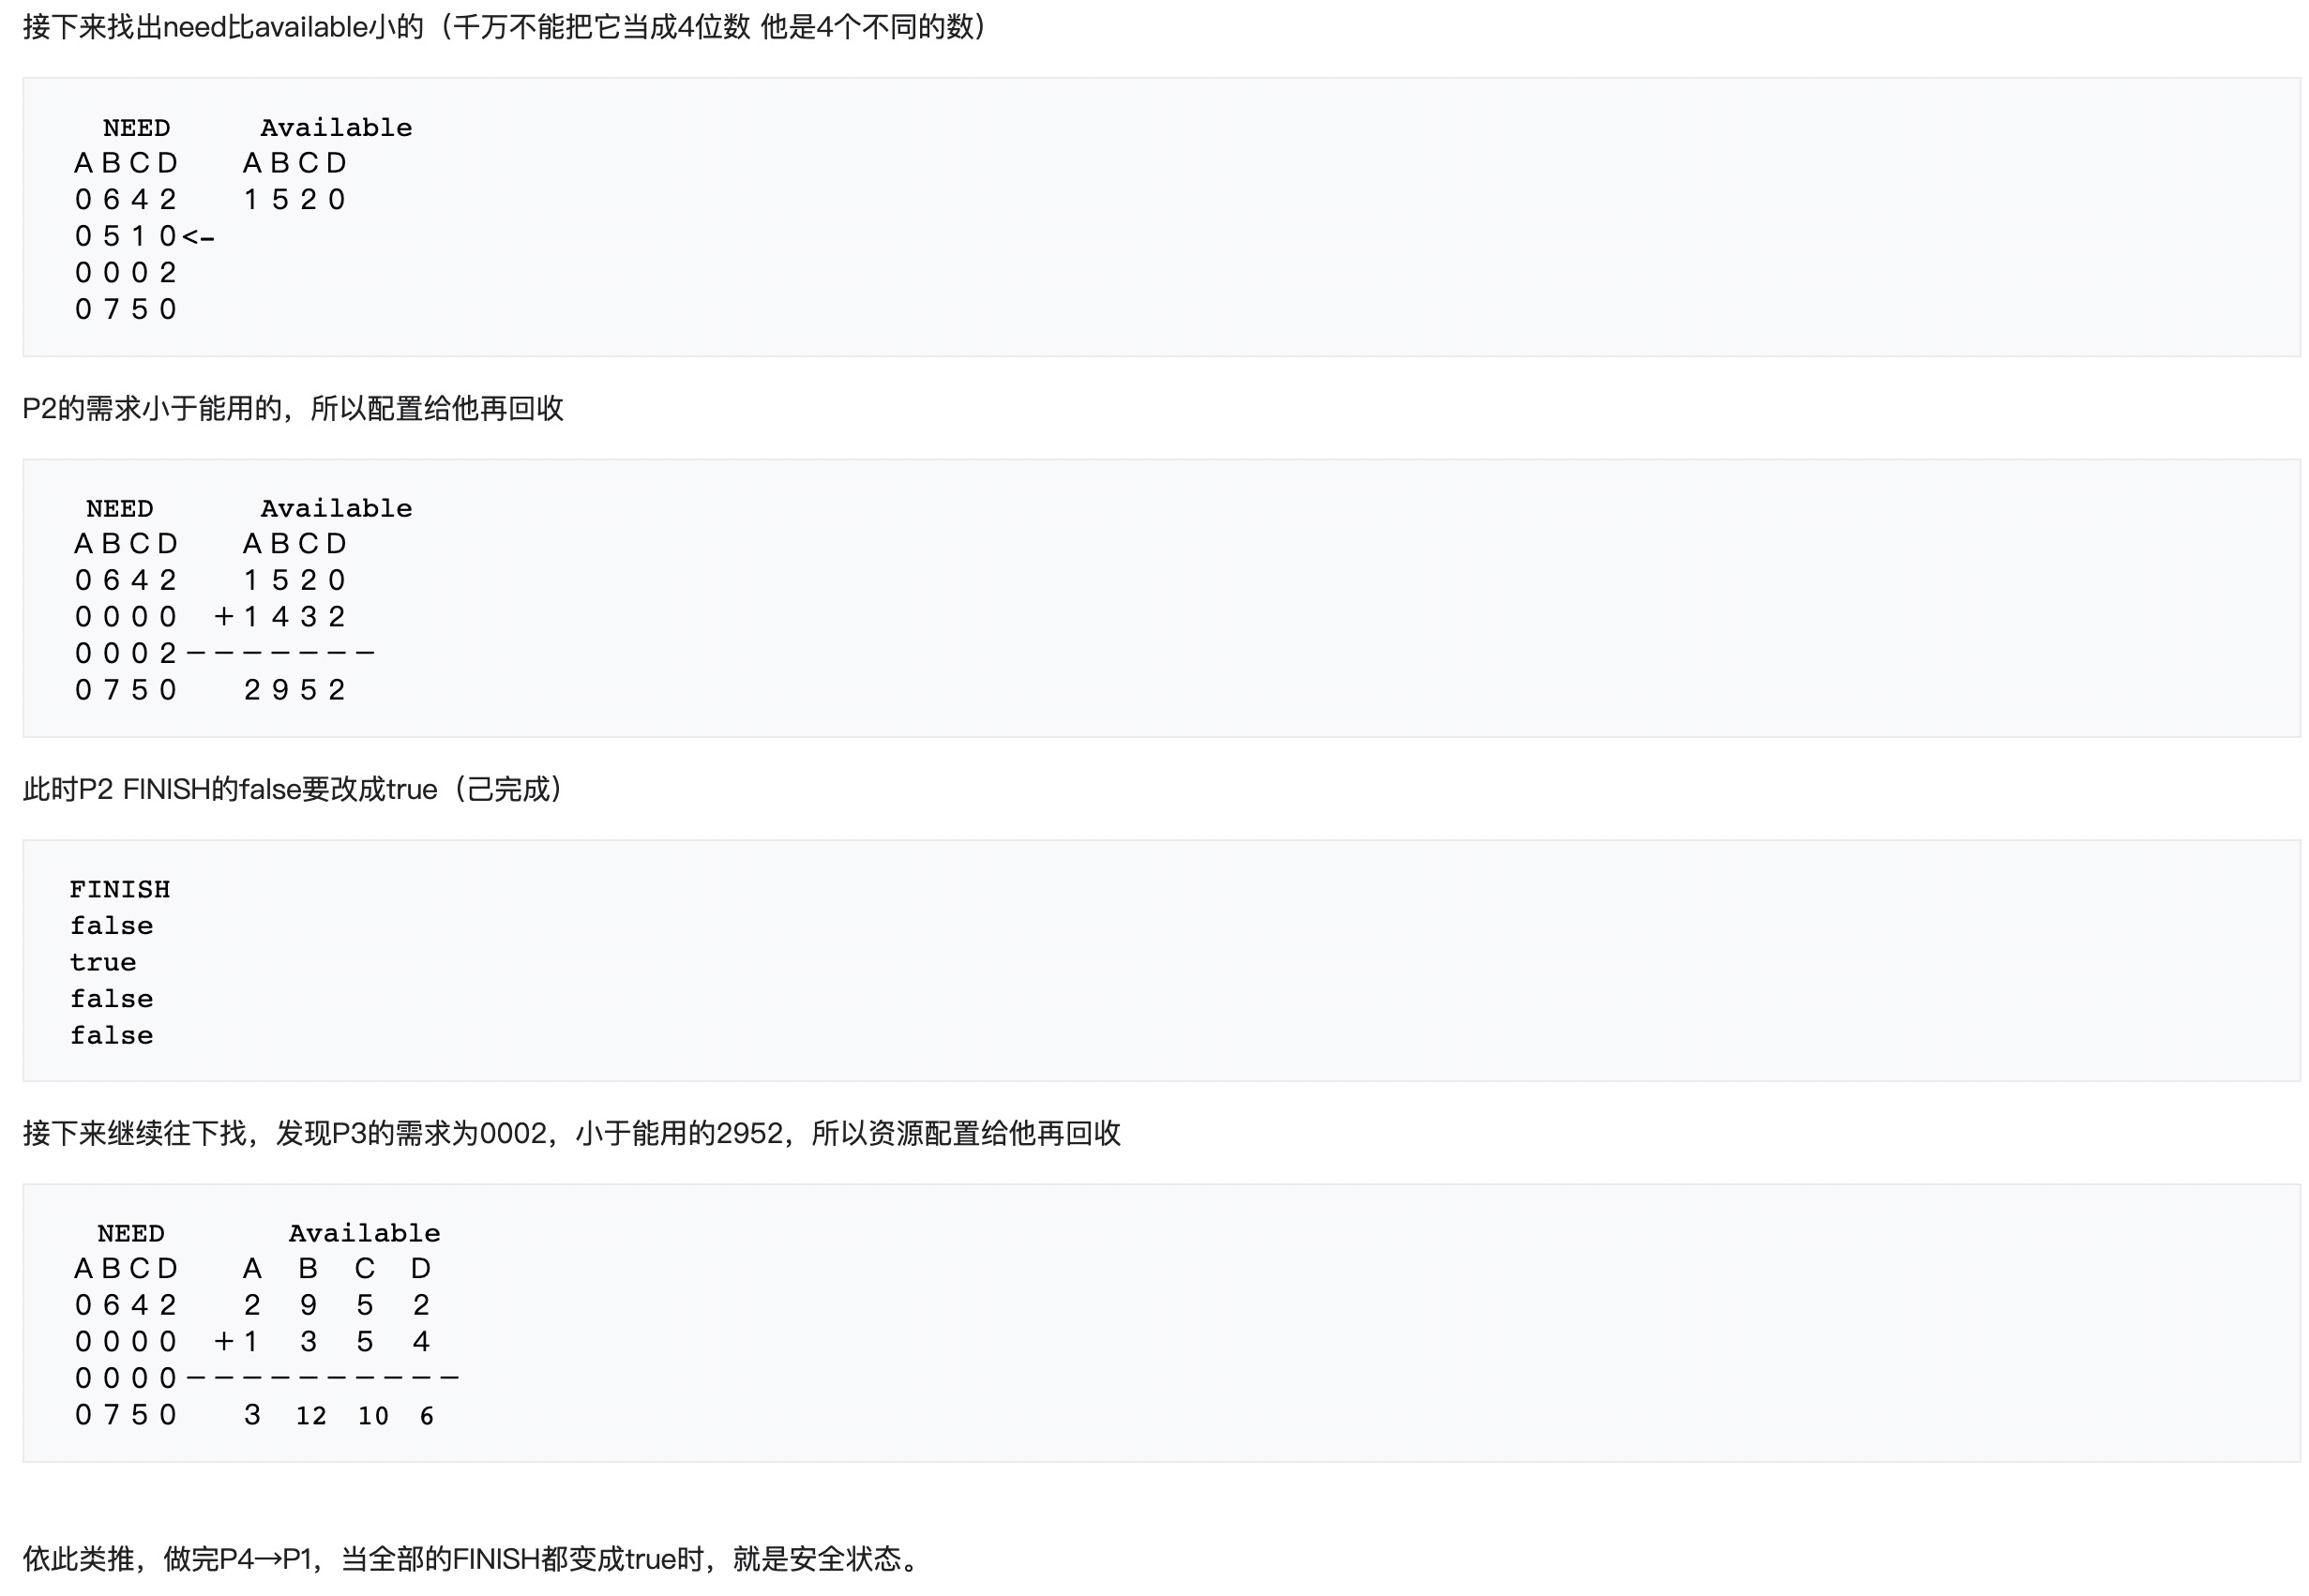 接下来找出need比available小的（千万不能把它当成4位数 他是4个不同的数）
NEED Available
A B C D A B C D
0 6 4 2 1 5 2 0
0 5 1 0<-
0 0 0 2
0 7 5 0
P2的需求小于能用的，所以配置给他再回收
NEED Available
A B C D A B C D
0 6 4 2 1 5 2 0
0 0 0 0 +1 4 3 2
0 0 0 2－－－－－－－
0 7 5 0 2 9 5 2
此时P2 FINISH的false要改成true（己完成）
FINISH
false
true
false
false
接下来继续往下找，发现P3的需求为0002，小于能用的2952，所以资源配置给他再回收
NEED Available
A B C D A B C D
0 6 4 2 2 9 5 2
0 0 0 0 +1 3 5 4
0 0 0 0－－－－－－－－－－
0 7 5 0 3 12 10 6
依此类推，做完P4→P1，当全部的FINISH都变成true时，就是安全状态。